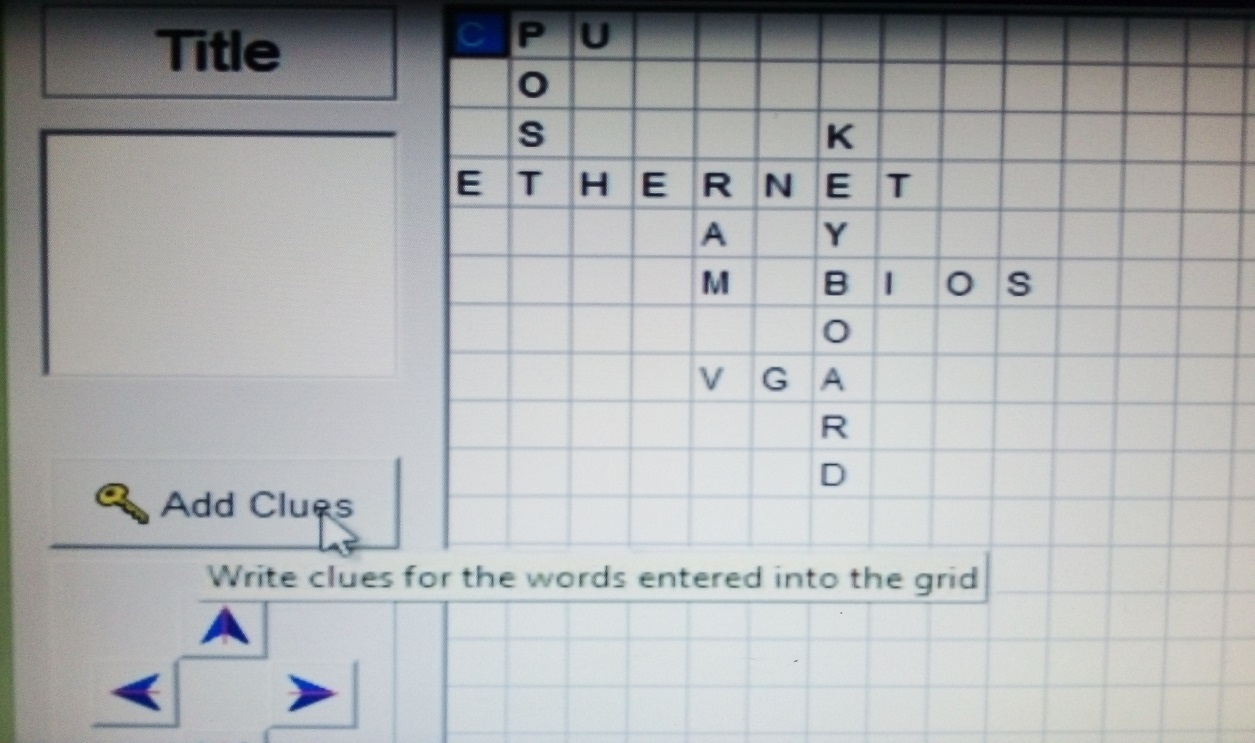 Title
C P U
O
S K
E T H E R N E T
A Y
M B I O S
O
V G A
R
D
Add Clues
Write clues for the words entered into the grid